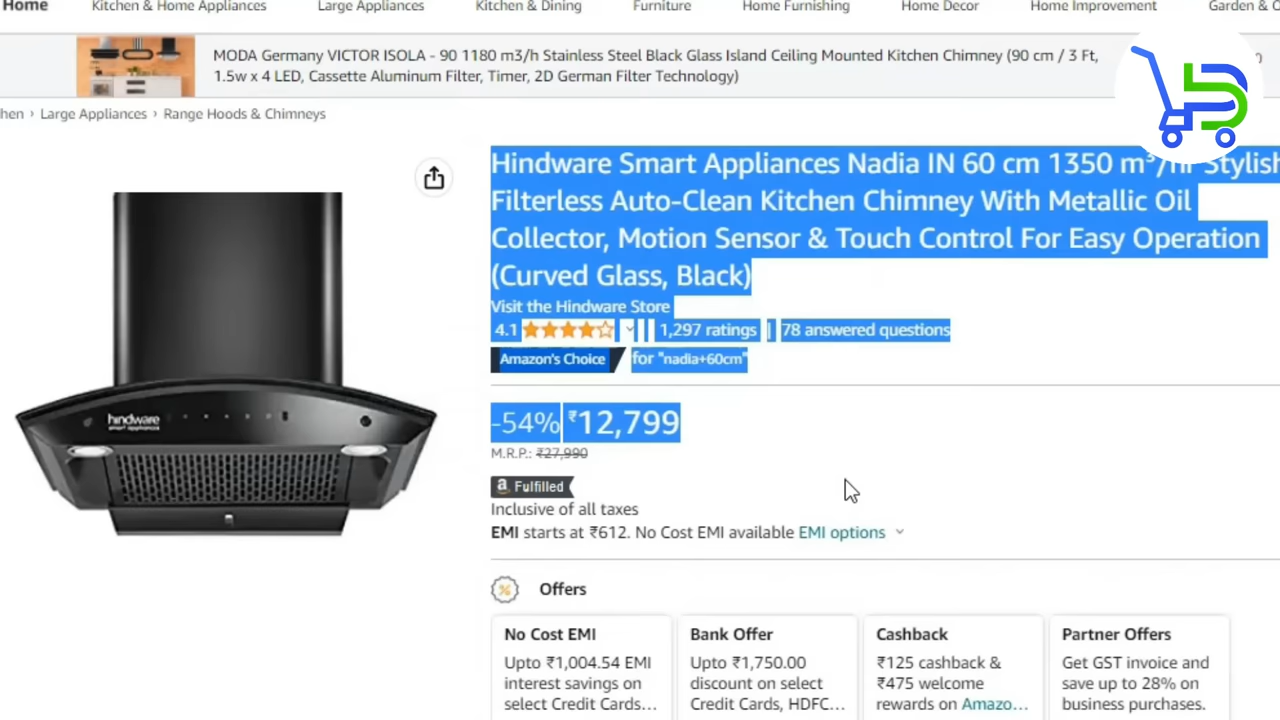 Home Kitchen & Home Appliances Large Appliances Kitchen & Dining Furniture Home Furnishing Home Decor Home Improvement Garden &
MODA Germany VICTOR ISOLA - 90 1180 m3/h Stainless Steel Black Glass Island Ceiling Mounted Kitchen Chimney (90 cm / 3 Ft,
1.5w x 4 LED, Cassette Aluminum Filter, Timer, 2D German Filter Technology)
hen › Large Appliances › Range Hoods & Chimneys
Hindware Smart Appliances Nadia IN 60 cm 1350 m³/hr Stylish
Filterless Auto-Clean Kitchen Chimney With Metallic Oil
Collector, Motion Sensor & Touch Control For Easy Operation
(Curved Glass, Black)
Visit the Hindware Store
4.1 1,297 ratings | 78 answered questions
Amazon's Choice for "nadia+60cm"
hindware
smart appliances
-54% ₹12,799
M.R.P.: ₹27,990
a Fulfilled
Inclusive of all taxes
EMI starts at ₹612. No Cost EMI available EMI options
Offers
No Cost EMI
Upto ₹1,004.54 EMI
interest savings on
select Credit Cards...
Bank Offer
Upto ₹1,750.00
discount on select
Credit Cards, HDFC...
Cashback
₹125 cashback &
₹475 welcome
rewards on Amazo...
Partner Offers
Get GST invoice and
save up to 28% on
business purchases.